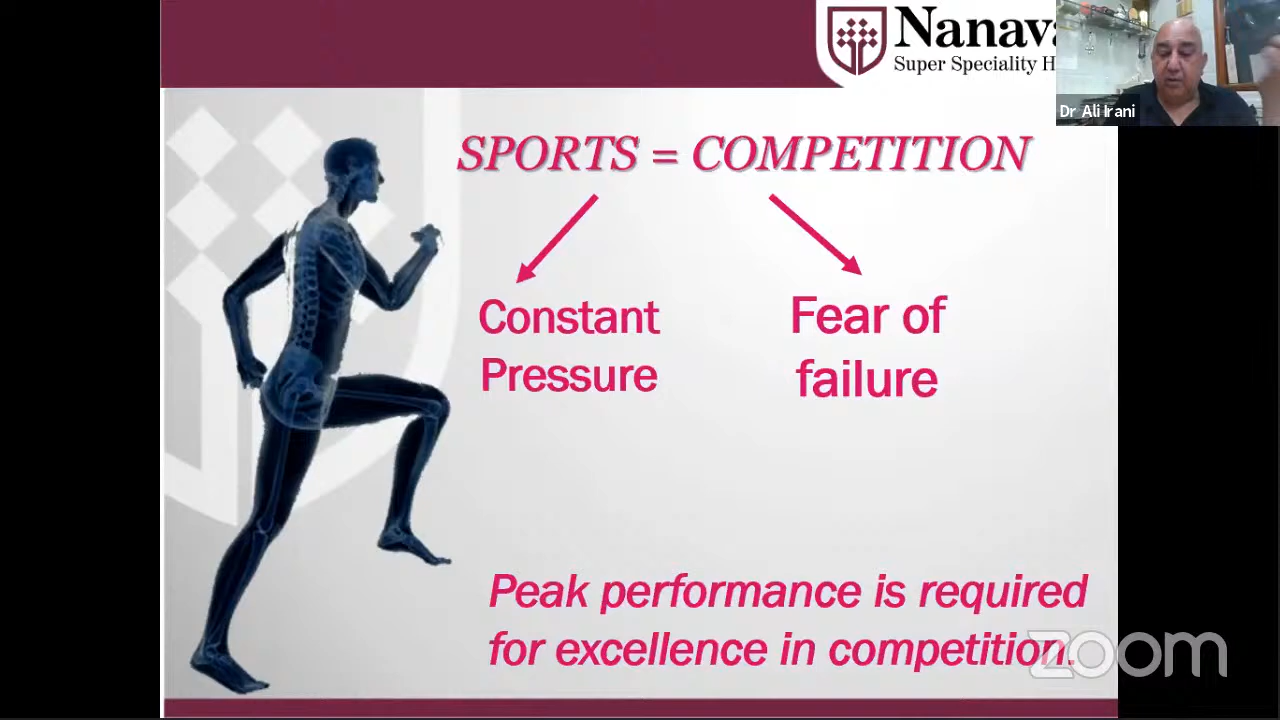 Nanava
Super Speciality H
Dr Ali Irani
SPORTS = COMPETITION
Constant
Pressure
Fear of
failure
Peak performance is required
for excellence in competition.
zoom